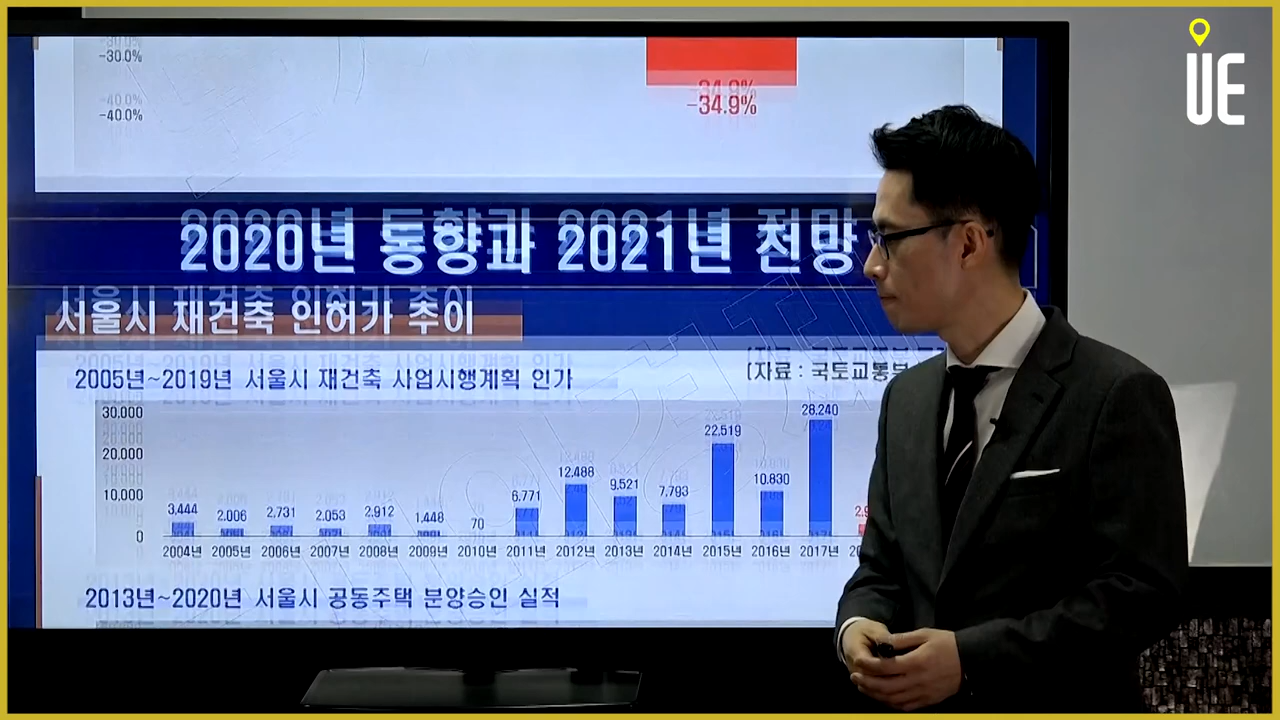 UE
-30.0%
-40.0%
-34.9%
2020년 동향과 2021년 전망
서울시 재건축 인허가 추이
2005년~2019년 서울시 재건축 사업시행계획 인가
[자료 : 국토교통부
30.000
20.000
10.000
0
3,444 2.006 2,731 2.053 2,912 1,448 70 6.771 12.488 9,521 7,793 22,519 10.830 28.240
2004년 2005년 2006년 2007년 2008년 2009년 2010년 2011년 2012년 2013년 2014년 2015년 2016년 2017년
2013년~2020년 서울시 공동주택 분양승인 실적